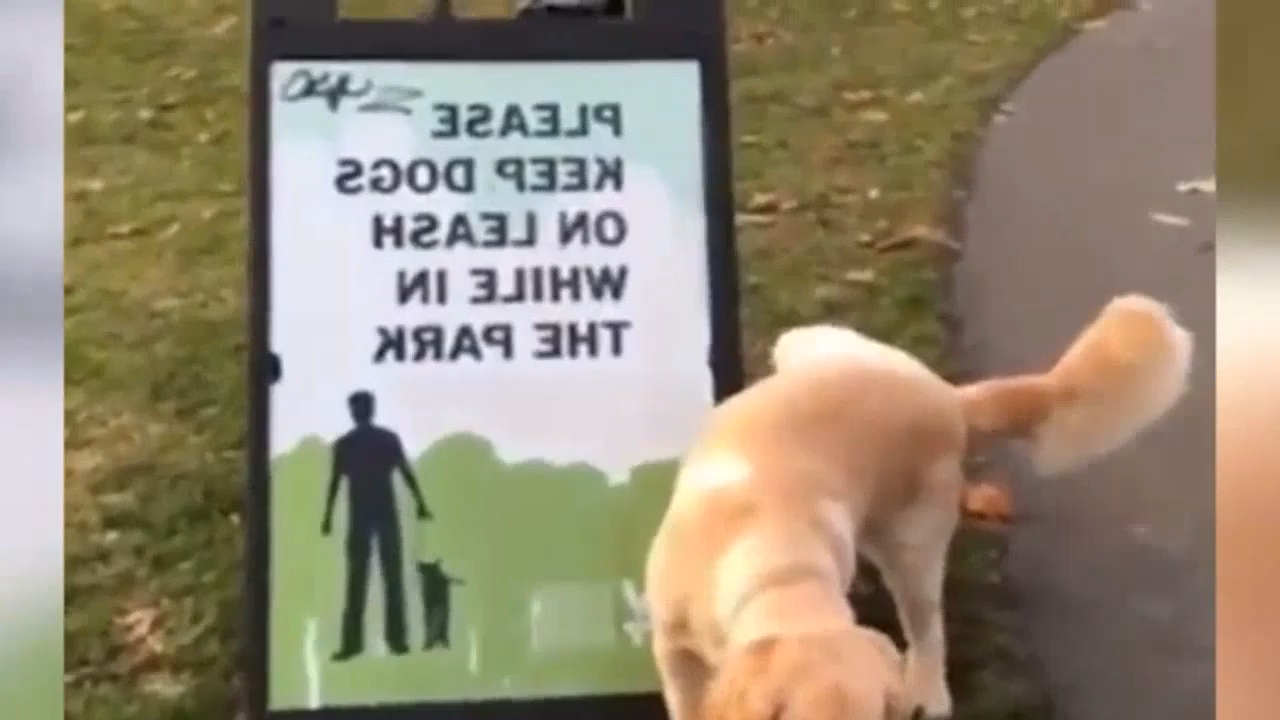 PLEASE
KEEP DOGS
ON LEASH
WHILE IN
THE PARK